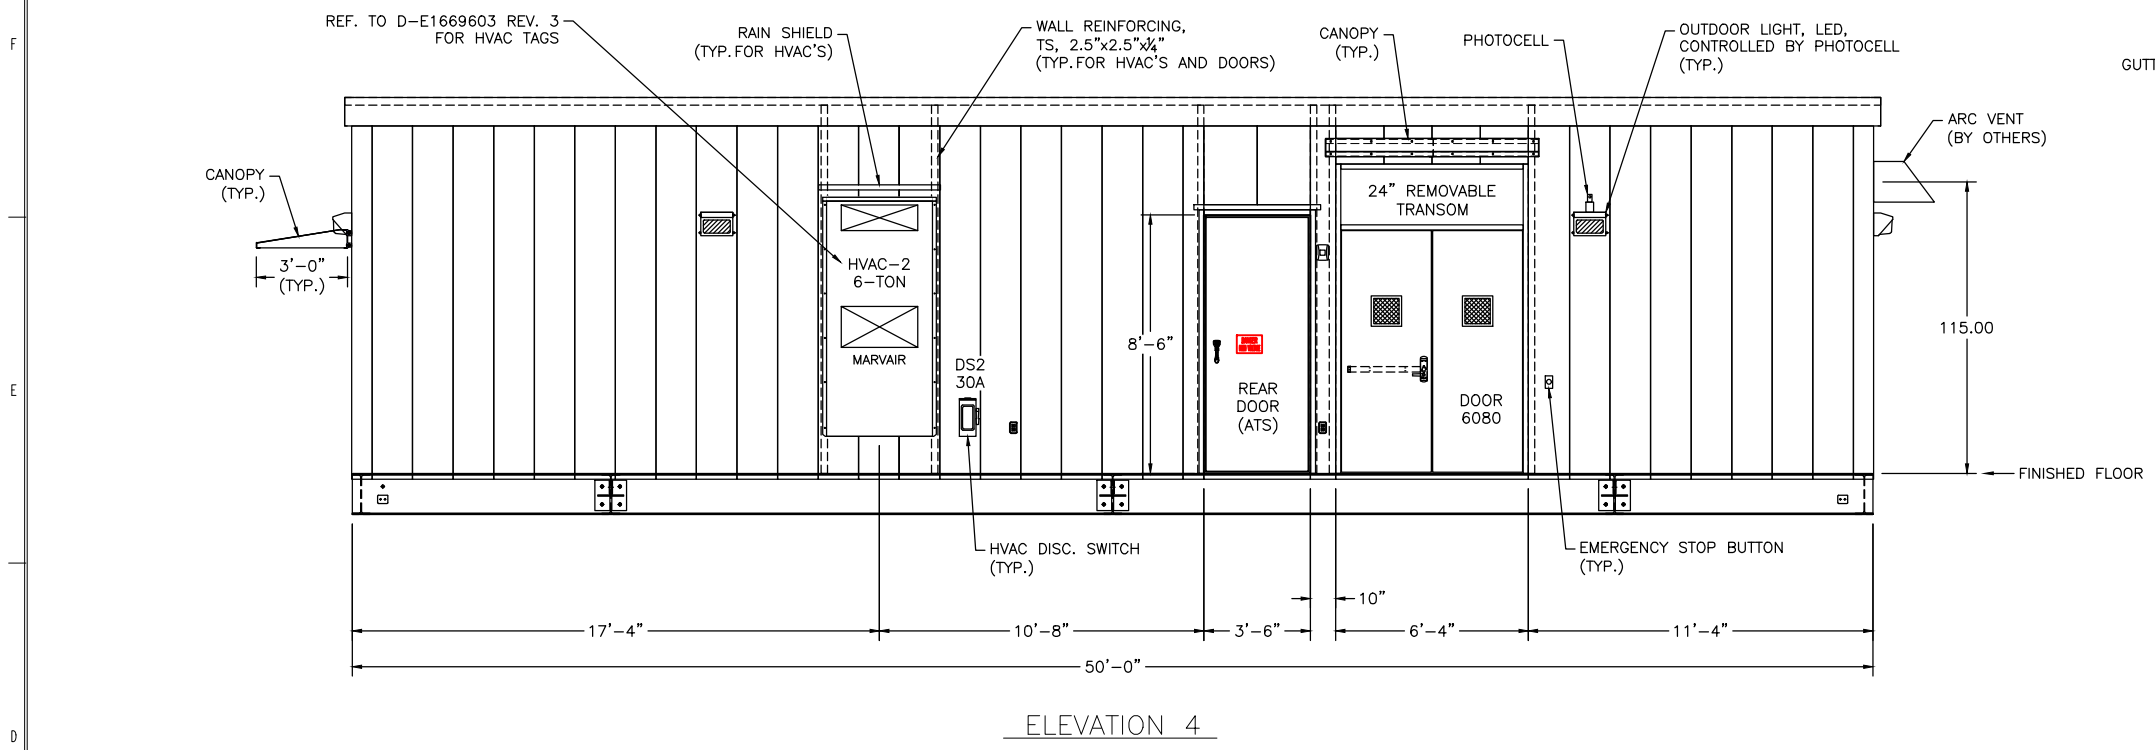 F
REF. TO D-E1669603 REV. 3
FOR HVAC TAGS
RAIN SHIELD
(TYP.FOR HVAC'S)
WALL REINFORCING,
TS, 2.5"x2.5"x¼"
(TYP.FOR HVAC'S AND DOORS)
CANOPY
(TYP.)
PHOTOCELL
OUTDOOR LIGHT, LED,
CONTROLLED BY PHOTOCELL
(TYP.)
GUTT
ARC VENT
(BY OTHERS)
CANOPY
(TYP.)
3'-0"
(TYP.)
HVAC-2
6-TON
MARVAIR
DS2
30A
8'-6"
REAR
DOOR
(ATS)
24" REMOVABLE
TRANSOM
DOOR
6080
115.00
E
FINISHED FLOOR
HVAC DISC. SWITCH
(TYP.)
EMERGENCY STOP BUTTON
(TYP.)
10"
17'-4"
10'-8"
3'-6"
6'-4"
11'-4"
50'-0"
ELEVATION 4
D